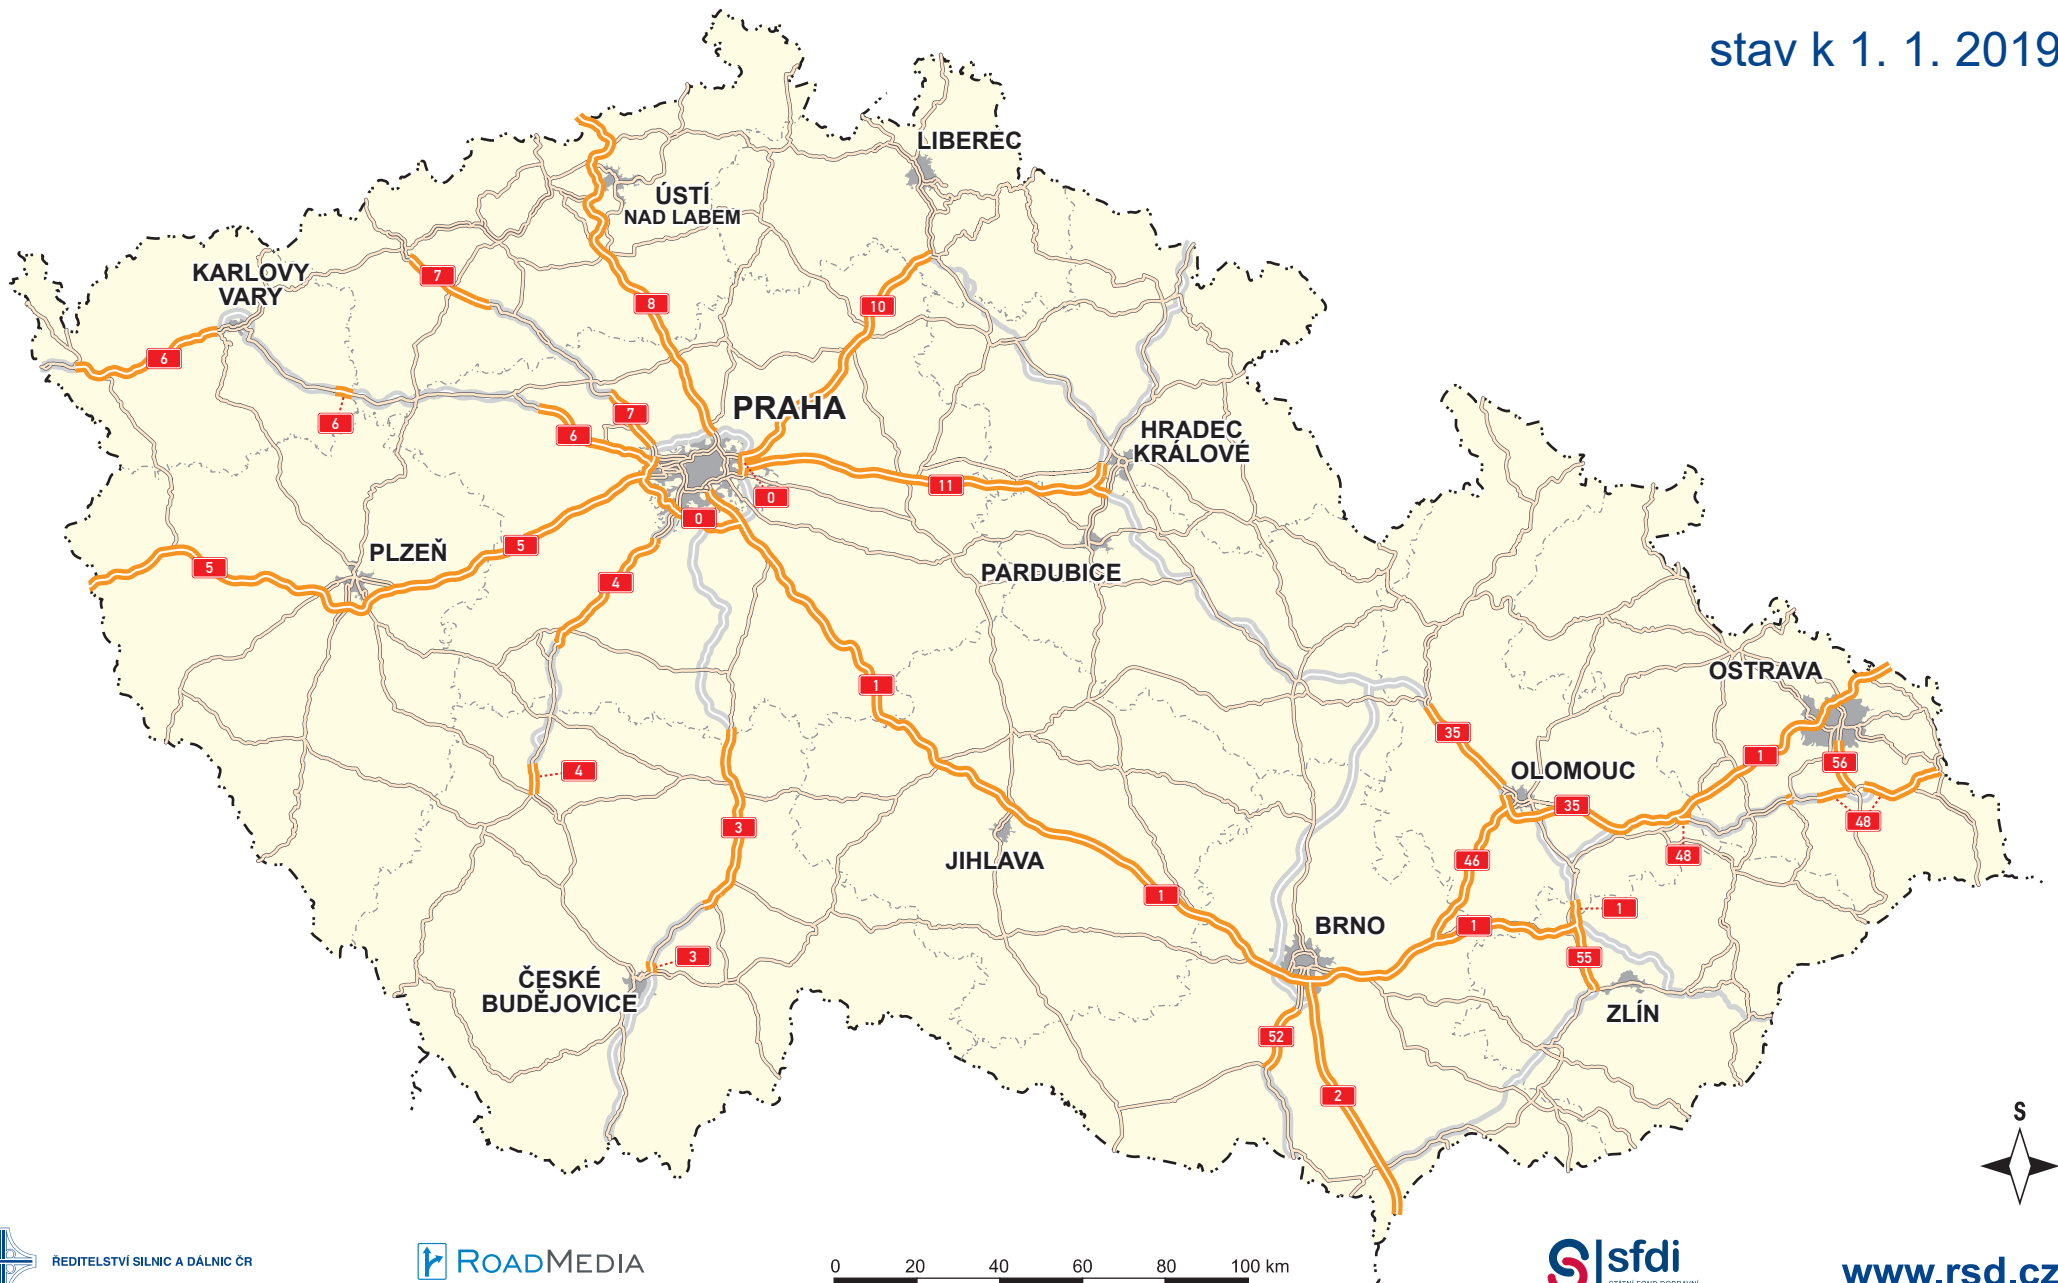 stav k 1. 1. 2019
LIBEREC
ÚSTÍ
NAD LABEM
KARLOVY
VARY
7
8
10
6
6
7
6
PRAHA
HRADEC
KRÁLOVÉ
11
0
0
5
PLZEŇ
5
4
PARDUBICE
1
OSTRAVA
35
1
56
4
OLOMOUC
35
3
48
48
JIHLAVA
46
1
1
BRNO
1
55
3
ČESKÉ
BUDĚJOVICE
ZLÍN
52
2
S
ŘEDITELSTVÍ SILNIC A DÁLNIC ČR
ROADMEDIA
0 20 40 60 80 100 km
sfdi
STÁTNÍ FOND DOPRAVNÍ
www.rsd.cz